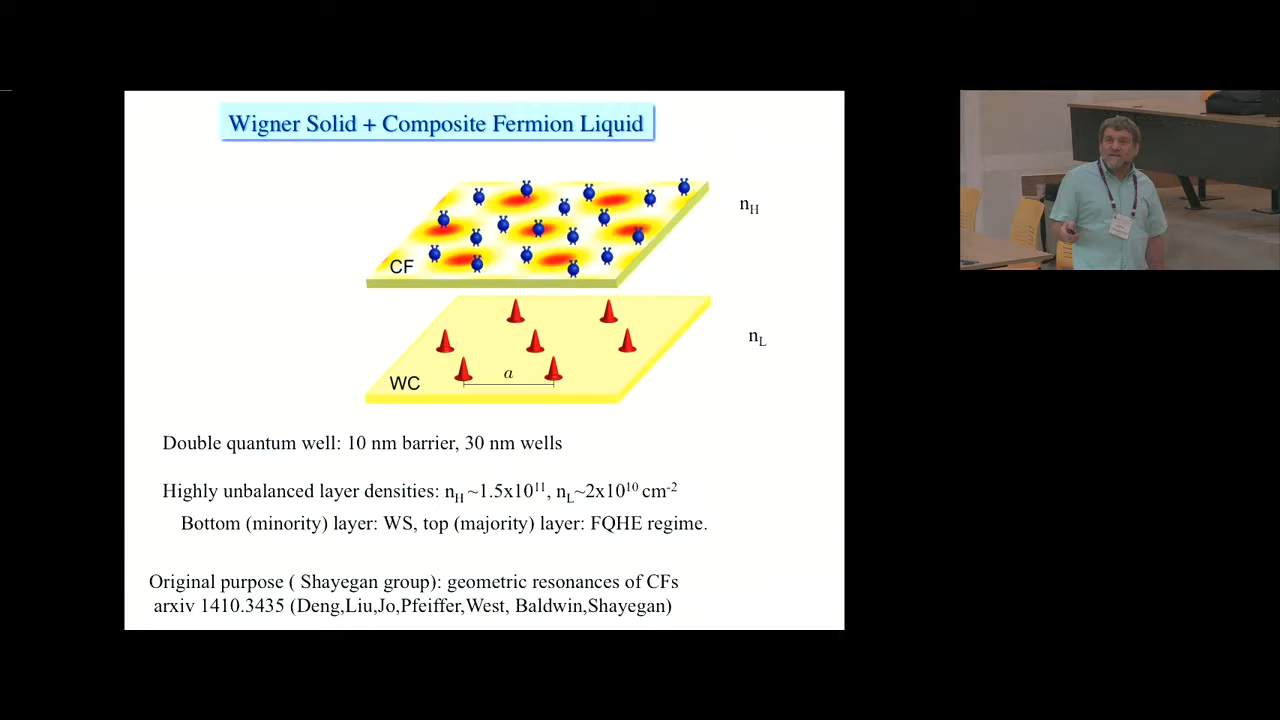 Wigner Solid + Composite Fermion Liquid
n_H
CF
n_L
a
WC
Double quantum well: 10 nm barrier, 30 nm wells
Highly unbalanced layer densities: n_H ~1.5x10^11, n_L~2x10^10 cm^-2
Bottom (minority) layer: WS, top (majority) layer: FQHE regime.
Original purpose ( Shayegan group): geometric resonances of CFs
arxiv 1410.3435 (Deng,Liu,Jo,Pfeiffer,West, Baldwin,Shayegan)